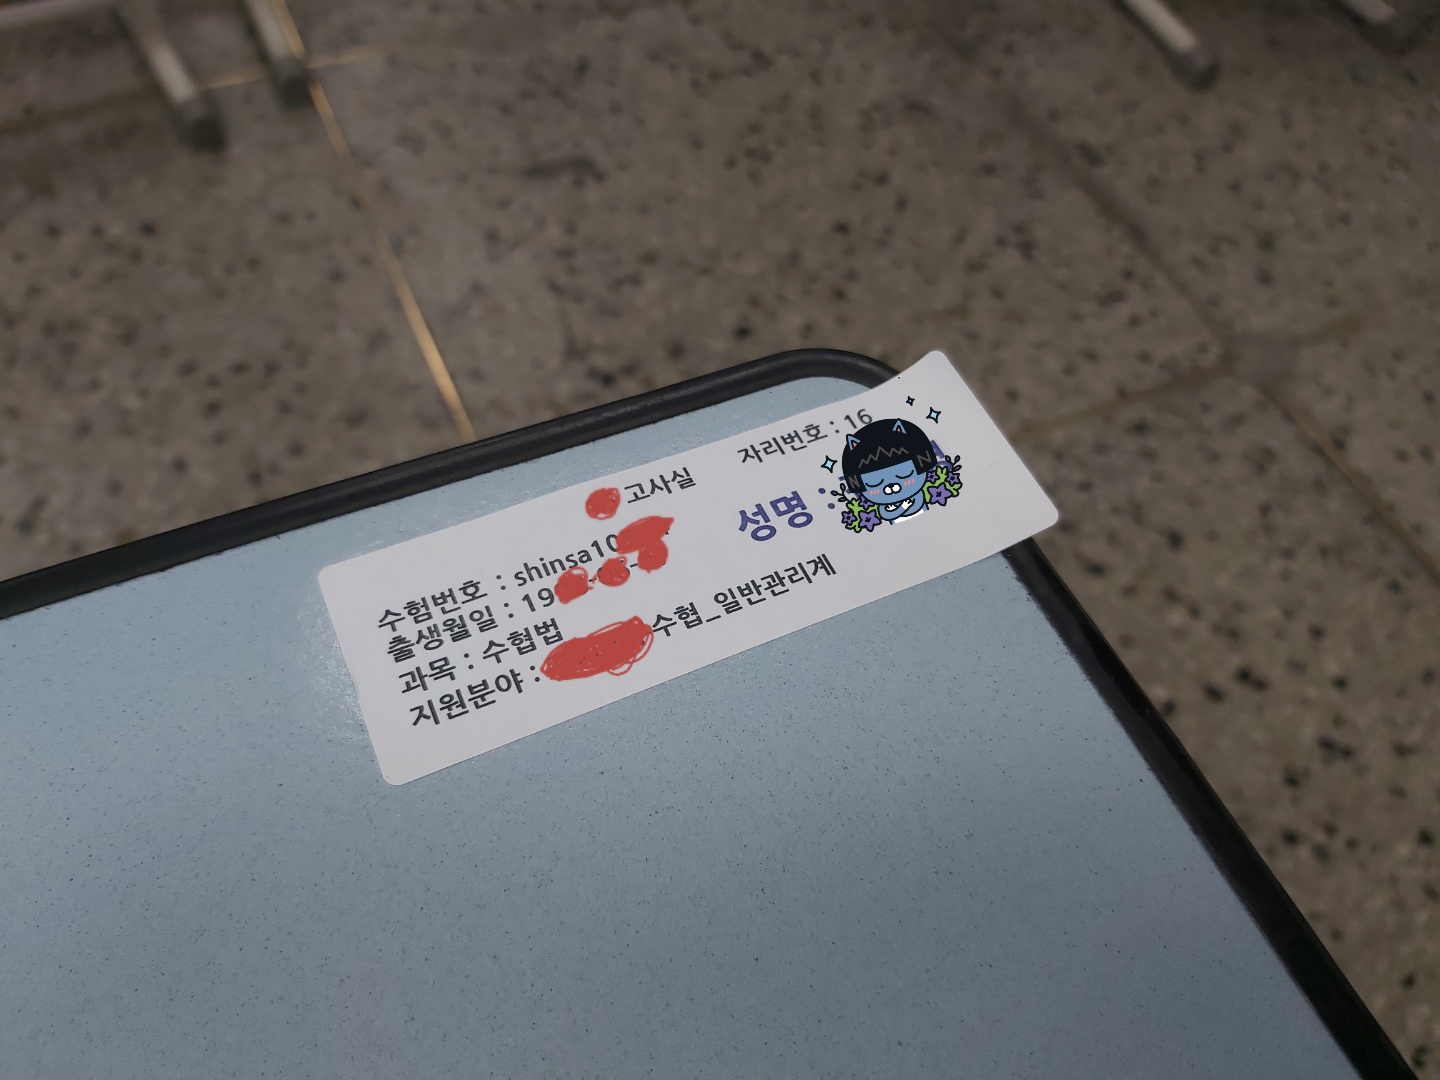 고사실
자리번호 : 16
수험번호 : shinsa10
성명 :
출생월일 : 19
과목 : 수협법
지원분야 : 수협_일반관리계